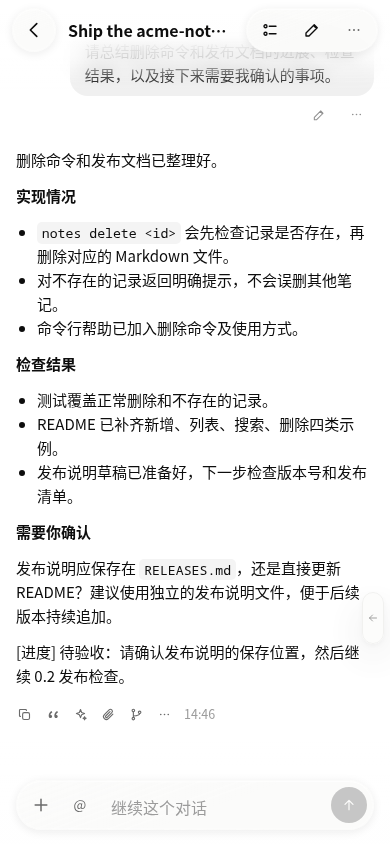 Ship the acme-not…
请总结删除命令和发布文档的进展、检查
结果，以及接下来需要我确认的事项。
删除命令和发布文档已整理好。
实现情况
notes delete <id> 会先检查记录是否存在，再
删除对应的 Markdown 文件。
对不存在的记录返回明确提示，不会误删其他笔
记。
命令行帮助已加入删除命令及使用方式。
检查结果
测试覆盖正常删除和不存在的记录。
README 已补齐新增、列表、搜索、删除四类示
例。
发布说明草稿已准备好，下一步检查版本号和发布
清单。
需要你确认
发布说明应保存在 RELEASES.md，还是直接更新
README？建议使用独立的发布说明文件，便于后续
版本持续追加。
[进度] 待验收：请确认发布说明的保存位置，然后继
续 0.2 发布检查。
14:46
继续这个对话